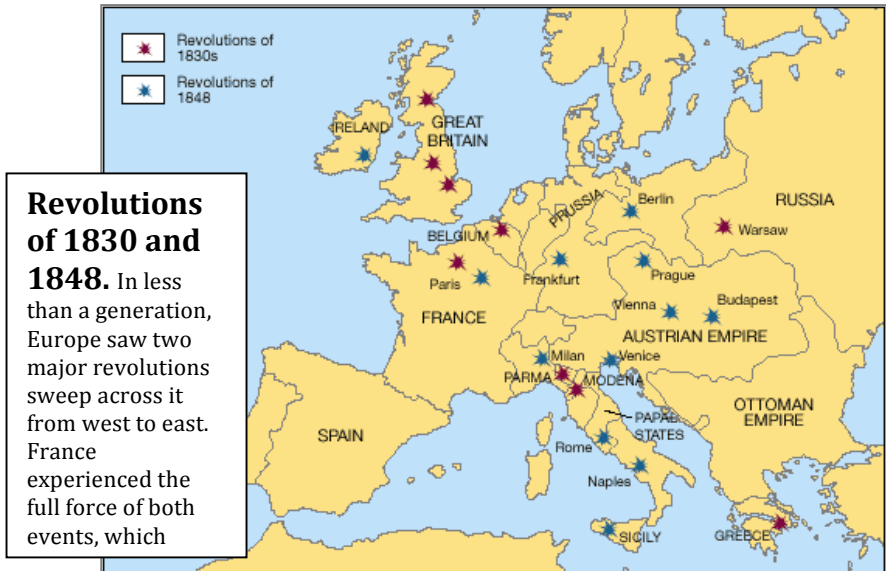 Revolutions of
1830s
Revolutions of
1848
IRELAND
GREAT
BRITAIN
Revolutions
of 1830 and
1848. In less
than a generation,
Europe saw two
major revolutions
sweep across it
from west to east.
France
experienced the
full force of both
events, which
BELGIUM
PRUSSIA
Berlin
RUSSIA
Warsaw
Paris
Frankfurt
Prague
FRANCE
Vienna
Budapest
AUSTRIAN EMPIRE
Milan
Venice
PARMA
MODENA
OTTOMAN
EMPIRE
PAPAL
STATES
SPAIN
Rome
Naples
SICILY
GREECE